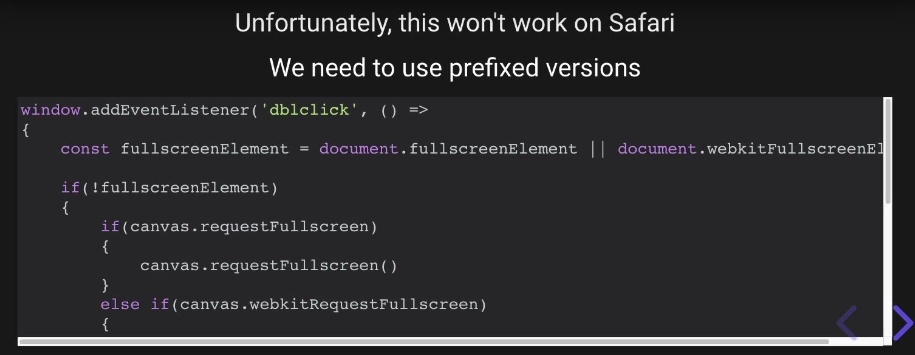 Unfortunately, this won't work on Safari
We need to use prefixed versions
window.addEventListener('dblclick', () =>
{
    const fullscreenElement = document.fullscreenElement || document.webkitFullscreenEl
    if(!fullscreenElement)
    {
        if(canvas.requestFullscreen)
        {
            canvas.requestFullscreen()
        }
        else if(canvas.webkitRequestFullscreen)
        {